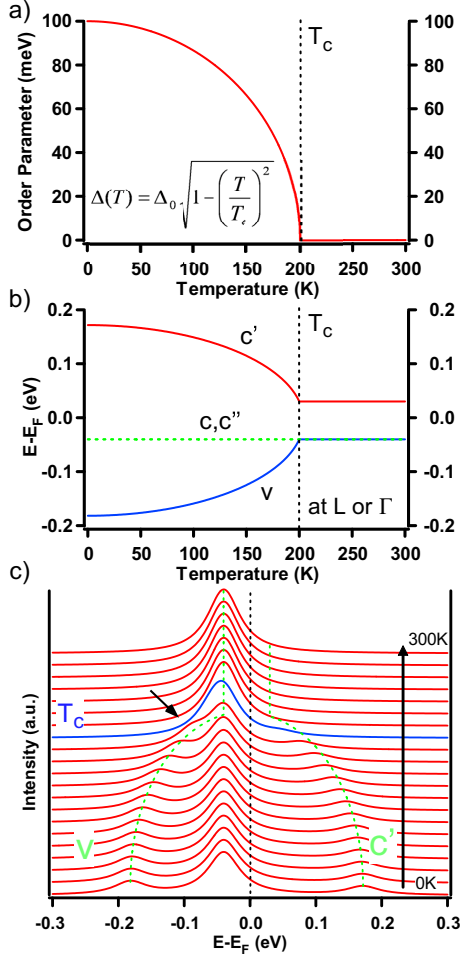 a)
100
80
60
40
20
0
Order Parameter (meV)
T_c
Δ(T) = Δ_0 √(1 − (T/T_c)^2)
100
80
60
40
20
0
0 50 100 150 200 250 300
Temperature (K)
b)
0.2
0.1
0.0
-0.1
-0.2
E-E_F (eV)
T_c
c'
c,c''
v
at L or Γ
0.2
0.1
0.0
-0.1
-0.2
0 50 100 150 200 250 300
Temperature (K)
c)
Intensity (a.u.)
300K
T_c
V
C'
0K
-0.3 -0.2 -0.1 0.0 0.1 0.2 0.3
E-E_F (eV)